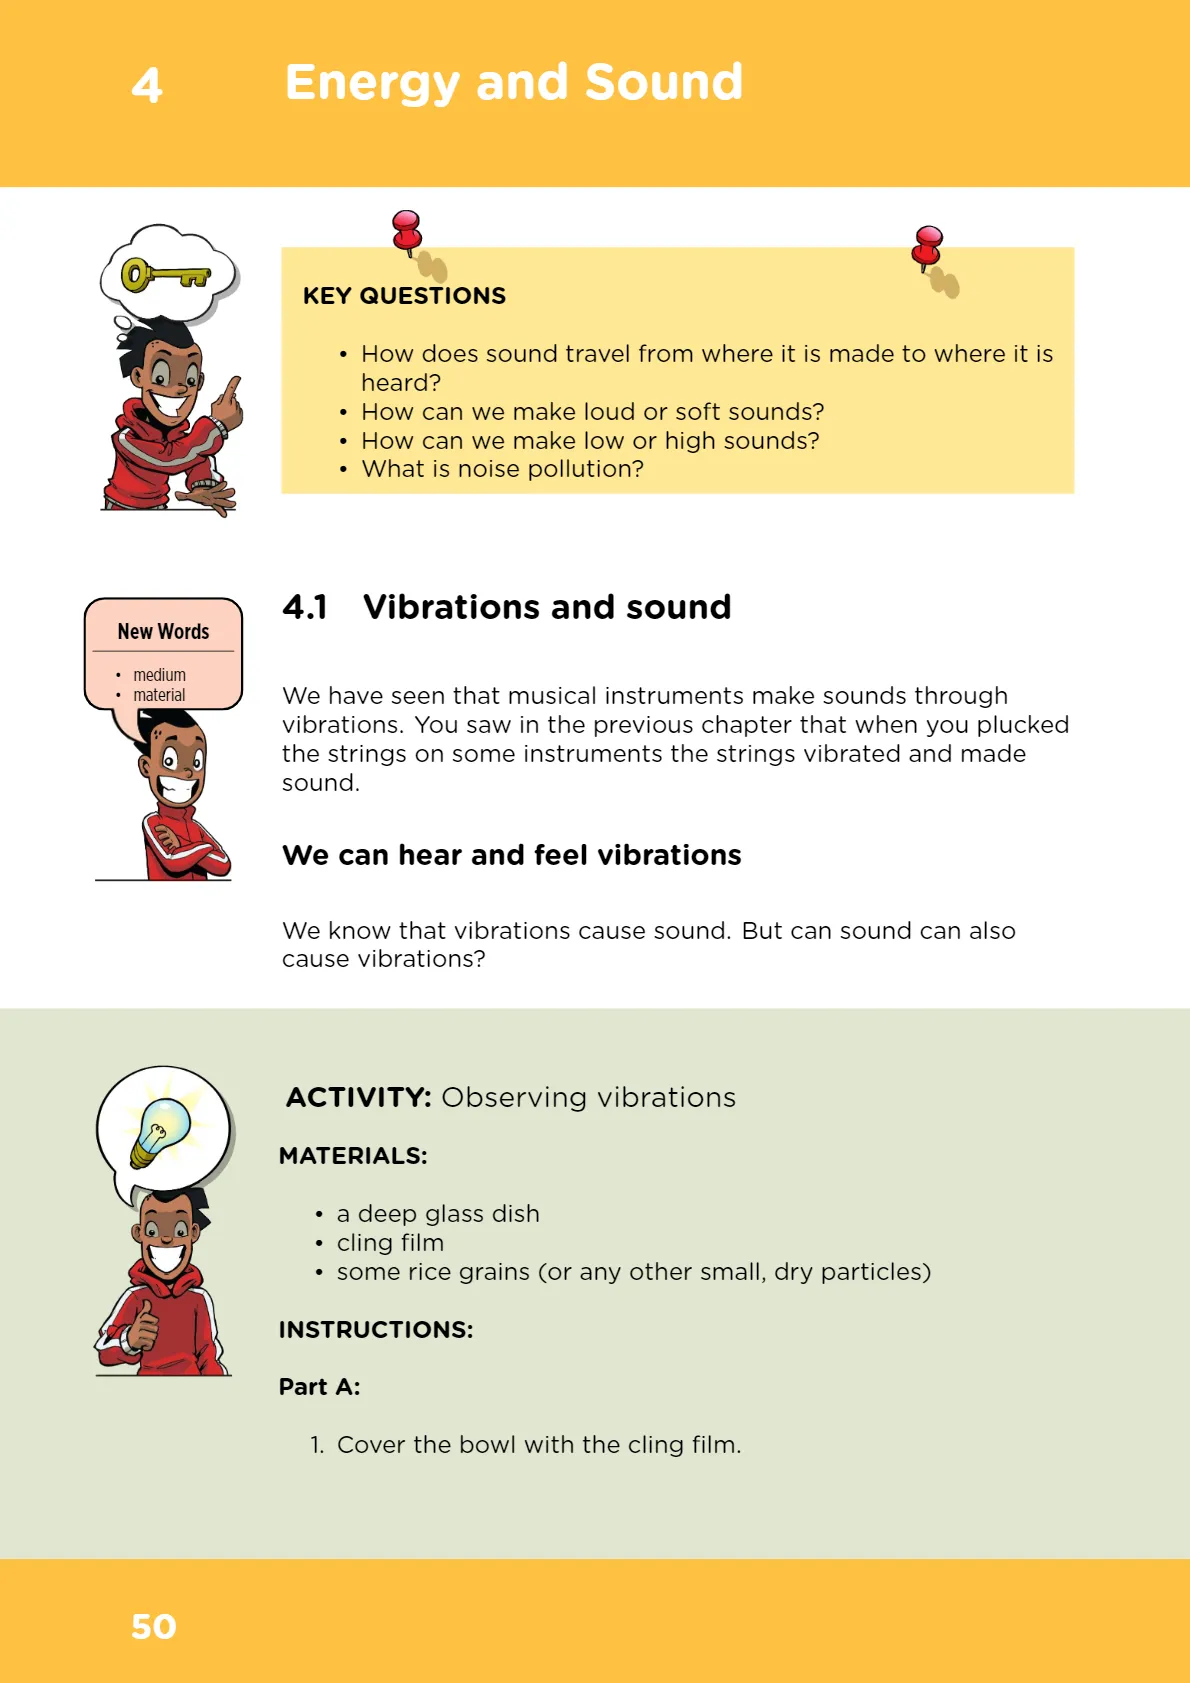 4 Energy and Sound
KEY QUESTIONS
• How does sound travel from where it is made to where it is
heard?
• How can we make loud or soft sounds?
• How can we make low or high sounds?
• What is noise pollution?
New Words
• medium
• material
4.1 Vibrations and sound
We have seen that musical instruments make sounds through
vibrations. You saw in the previous chapter that when you plucked
the strings on some instruments the strings vibrated and made
sound.
We can hear and feel vibrations
We know that vibrations cause sound. But can sound can also
cause vibrations?
ACTIVITY: Observing vibrations
MATERIALS:
• a deep glass dish
• cling film
• some rice grains (or any other small, dry particles)
INSTRUCTIONS:
Part A:
1. Cover the bowl with the cling film.
50